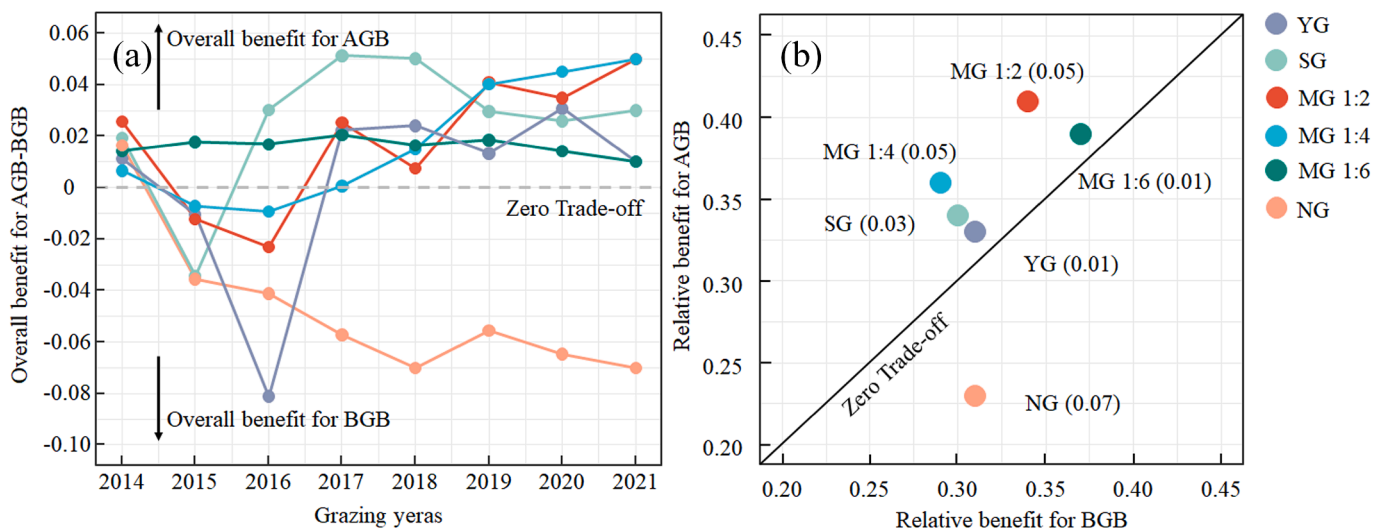 (a)
Overall benefit for AGB
Overall benefit for AGB-BGB
0.06
0.04
0.02
0
-0.02
-0.04
-0.06
-0.08
-0.10
Zero Trade-off
Overall benefit for BGB
2014 2015 2016 2017 2018 2019 2020 2021
Grazing yeras
(b)
Relative benefit for AGB
0.45
0.40
0.35
0.30
0.25
0.20
MG 1:2 (0.05)
MG 1:4 (0.05)
MG 1:6 (0.01)
SG (0.03)
YG (0.01)
Zero Trade-off
NG (0.07)
0.20 0.25 0.30 0.35 0.40 0.45
Relative benefit for BGB
YG
SG
MG 1:2
MG 1:4
MG 1:6
NG